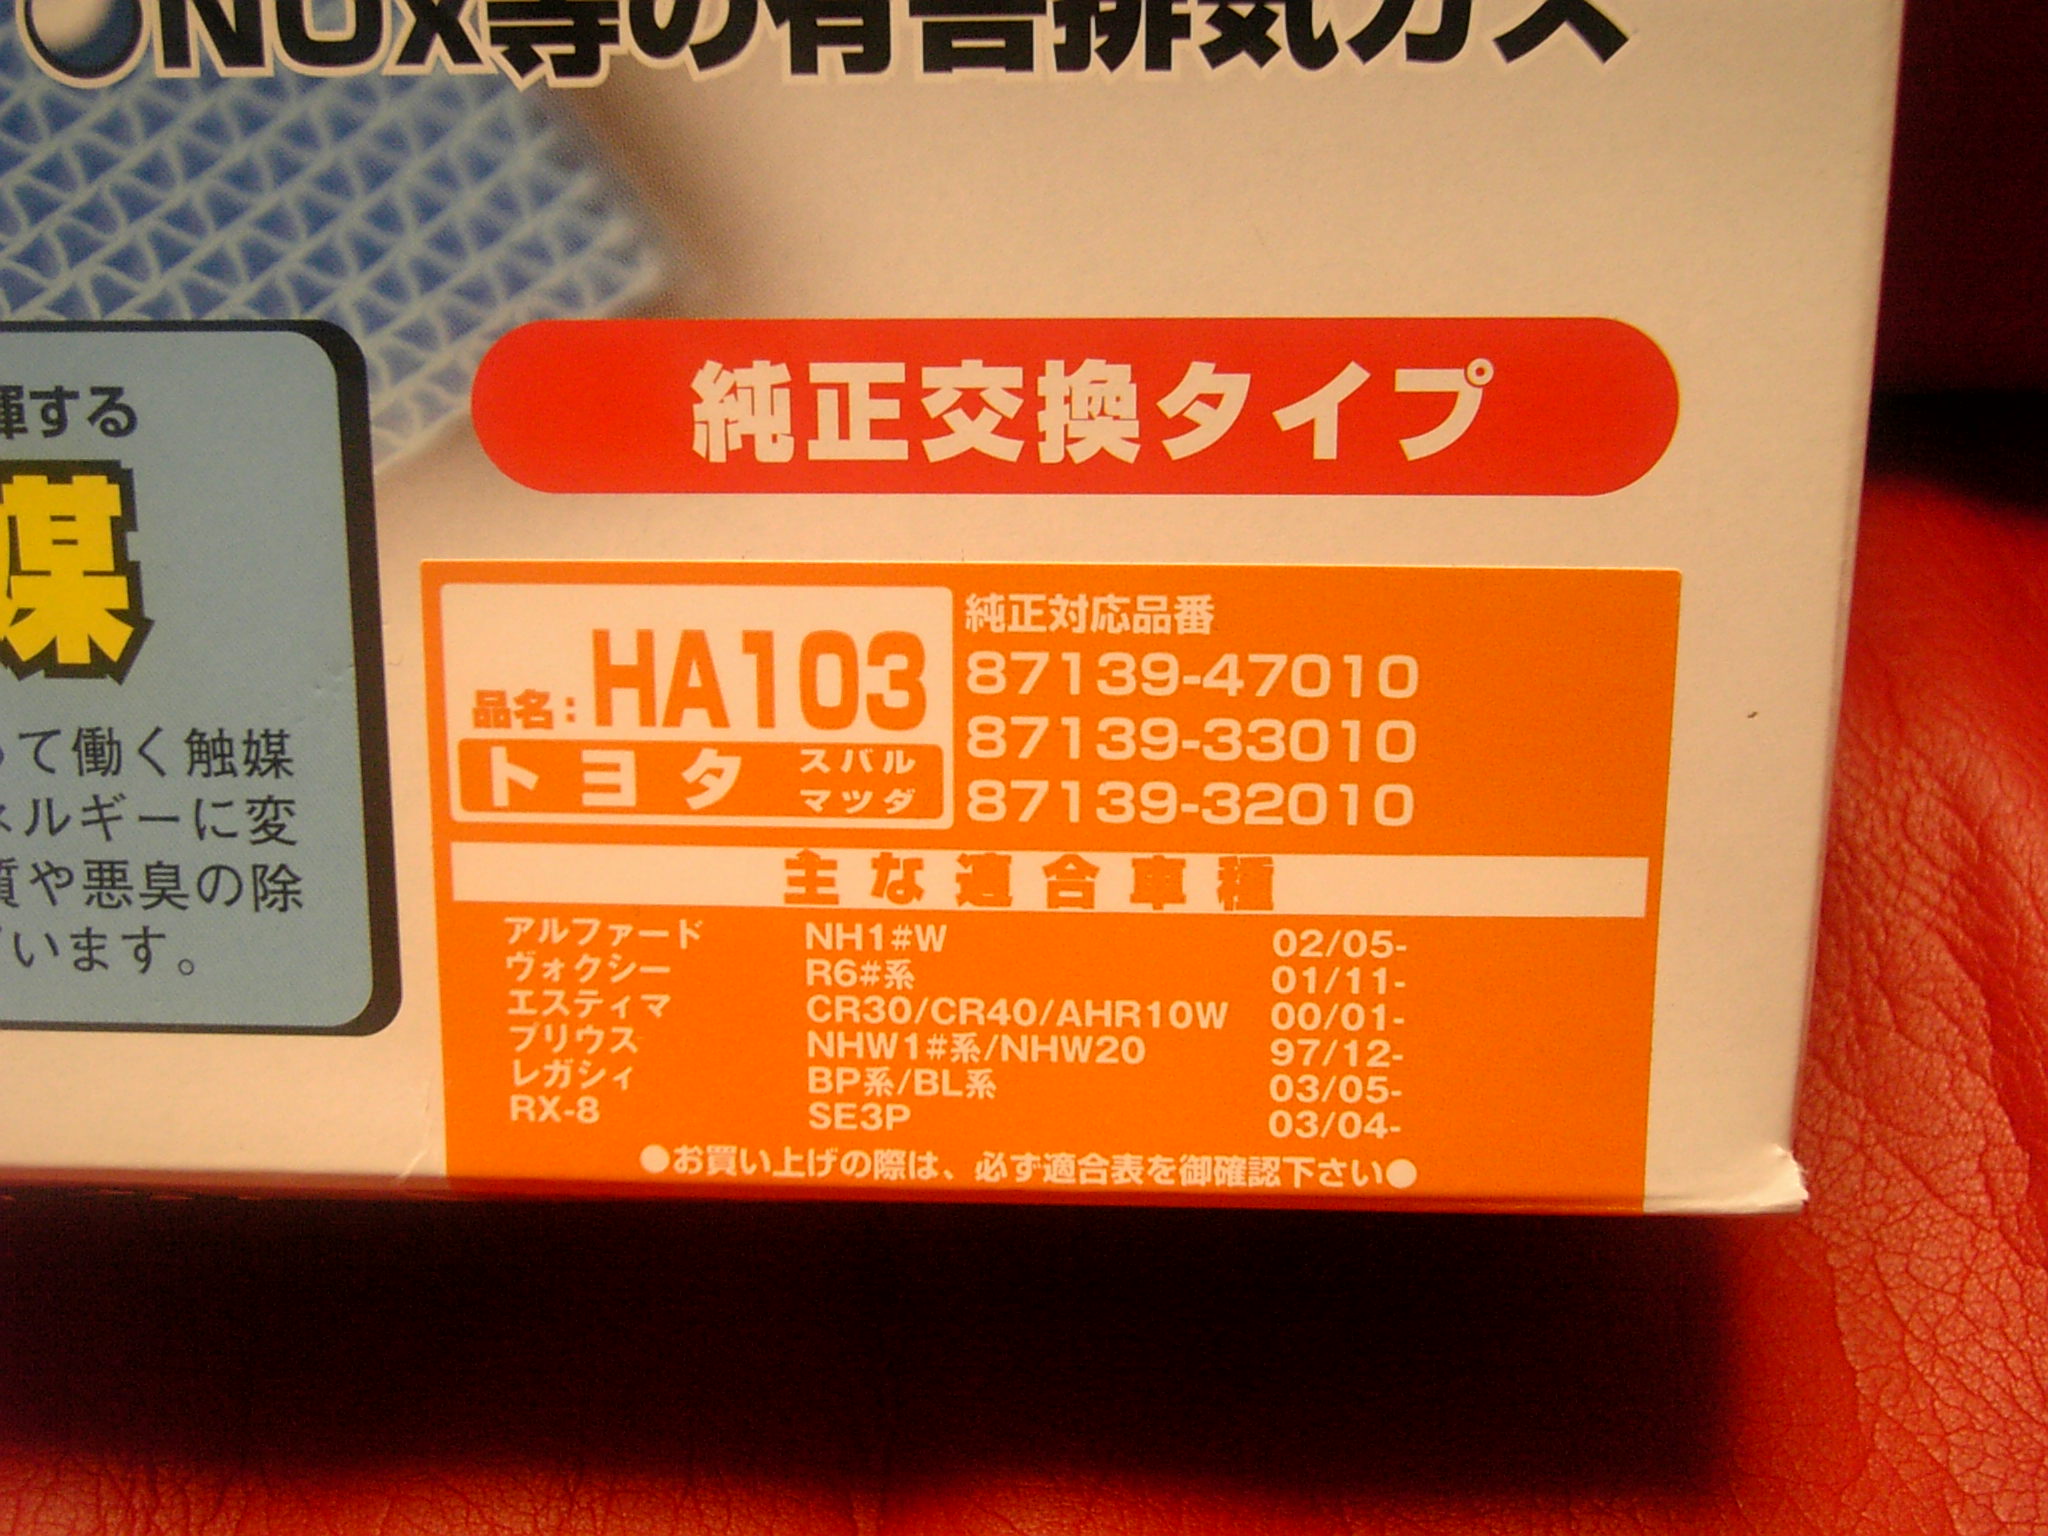 NOx等の有害排気ガス
揮する
媒
って働く触媒
ネルギーに変
質や悪臭の除
ざいます。
純正交換タイプ
品名:HA103
トヨタ スバル マツダ
純正対応品番
87139-47010
87139-33010
87139-32010
主な適合車種
アルファード NH1#W 02/05-
ヴォクシー R6#系 01/11-
エスティマ CR30/CR40/AHR10W 00/01-
プリウス NHW1#系/NHW20 97/12-
レガシィ BP系/BL系 03/05-
RX-8 SE3P 03/04-
●お買い上げの際は、必ず適合表を御確認下さい●